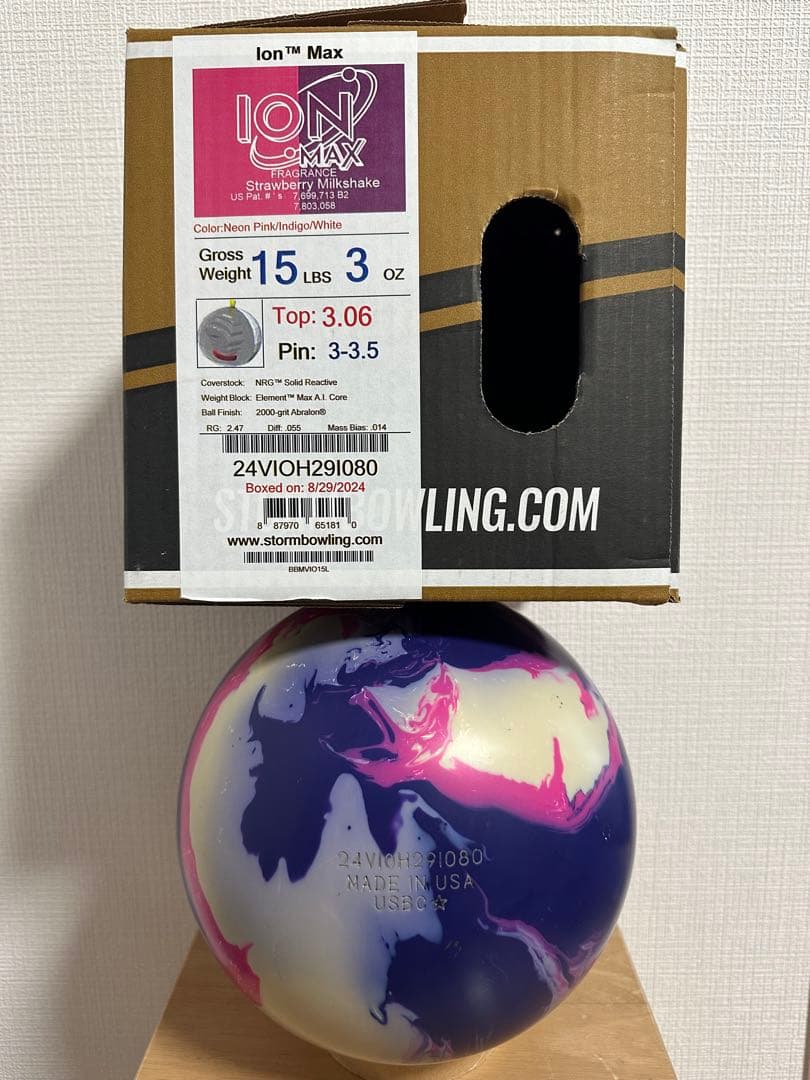 Ion™ Max
ION
MAX
FRAGRANCE
Strawberry Milkshake
US Pat. #'s 7,699,713 B2
7,803,058
Color:Neon Pink/Indigo/White
Gross Weight 15 LBS 3 OZ
Top: 3.06
Pin: 3-3.5
Coverstock: NRG™ Solid Reactive
Weight Block: Element™ Max A.I. Core
Ball Finish: 2000-grit Abralon®
RG: 2.47 Diff: .055 Mass Bias: .014
24VIOH29I080
Boxed on: 8/29/2024
8 87970 65181 0
www.stormbowling.com
BBMVIO15L
STORMBOWLING.COM
24VIOH29I080
MADE IN USA
USBC☆